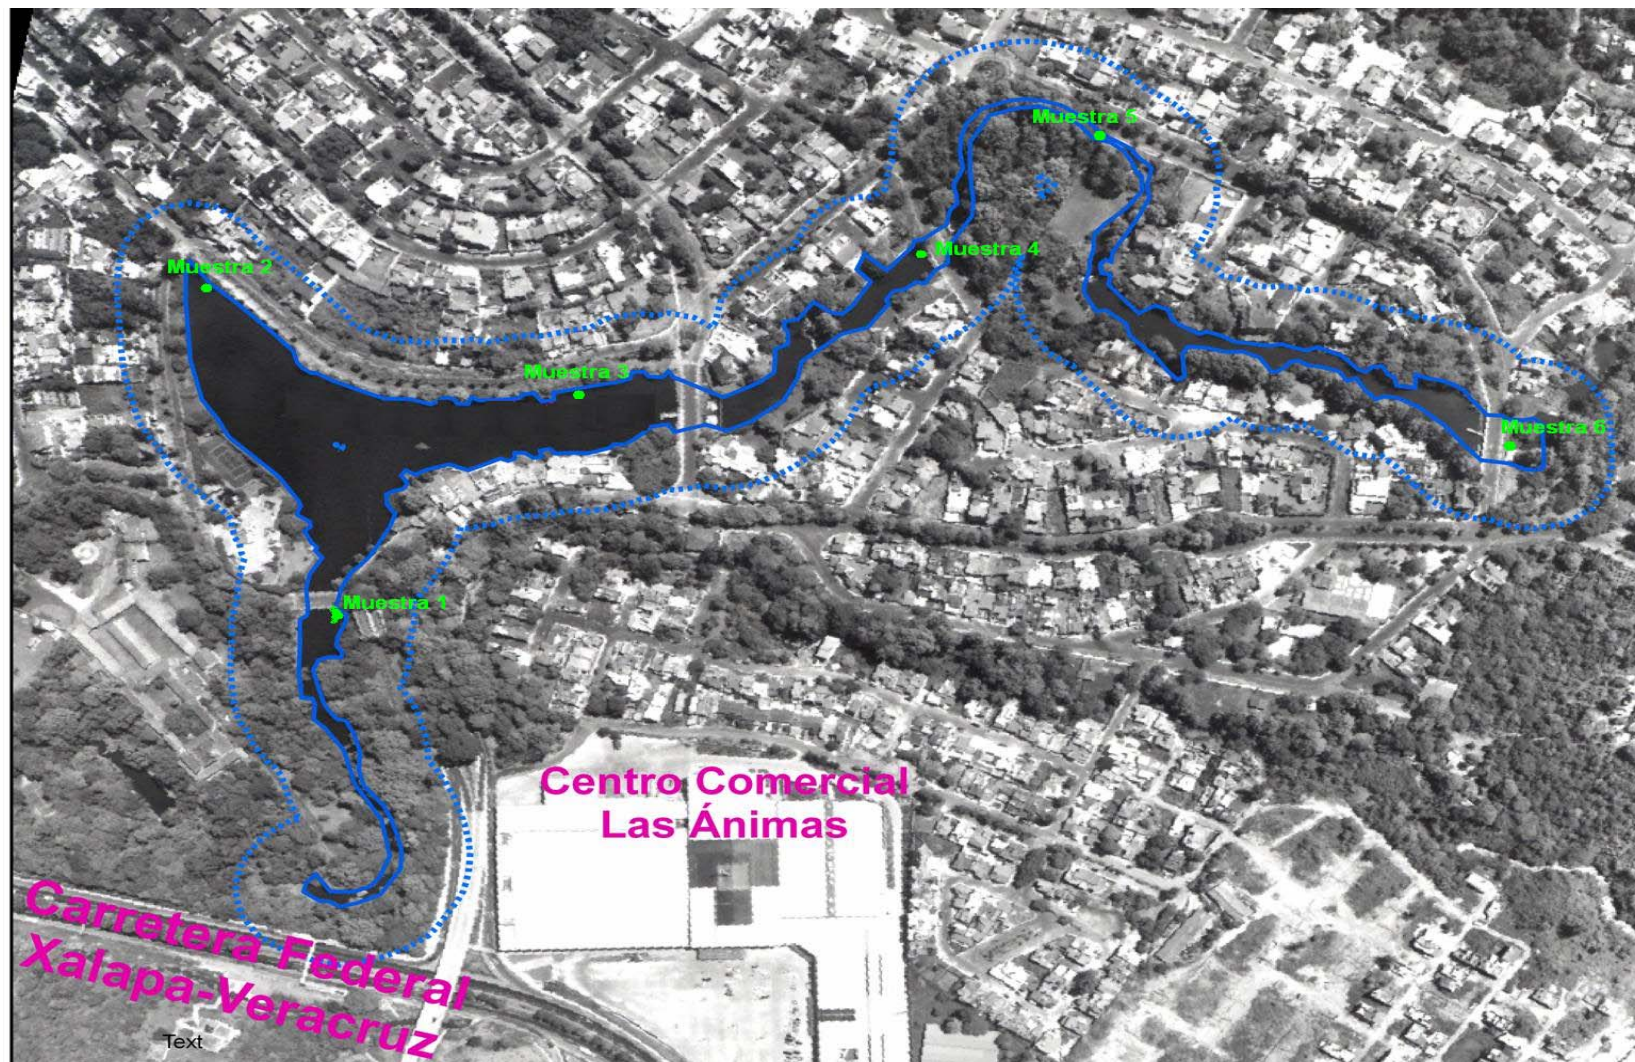 Muestra 5
Muestra 4
Muestra 2
Muestra 3
Muestra 6
Muestra 1
Centro Comercial
Las Ánimas
Carretera Federal
Xalapa-Veracruz
Text